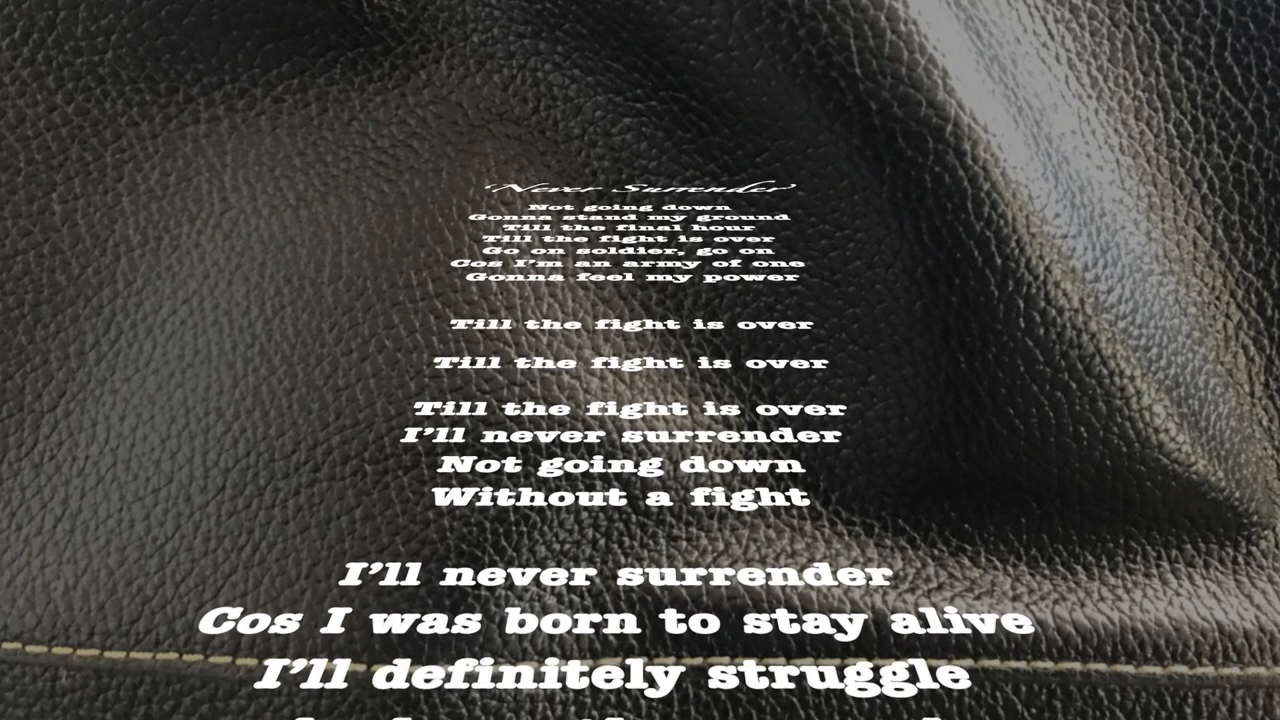 ‘Never Surrender’
Not going down
Gonna stand my ground
Till the final hour
Till the fight is over
Go on soldier, go on
Cos I’m an army of one
Gonna feel my power
Till the fight is over
Till the fight is over
Till the fight is over
I’ll never surrender
Not going down
Without a fight
I’ll never surrender
Cos I was born to stay alive
I’ll definitely struggle